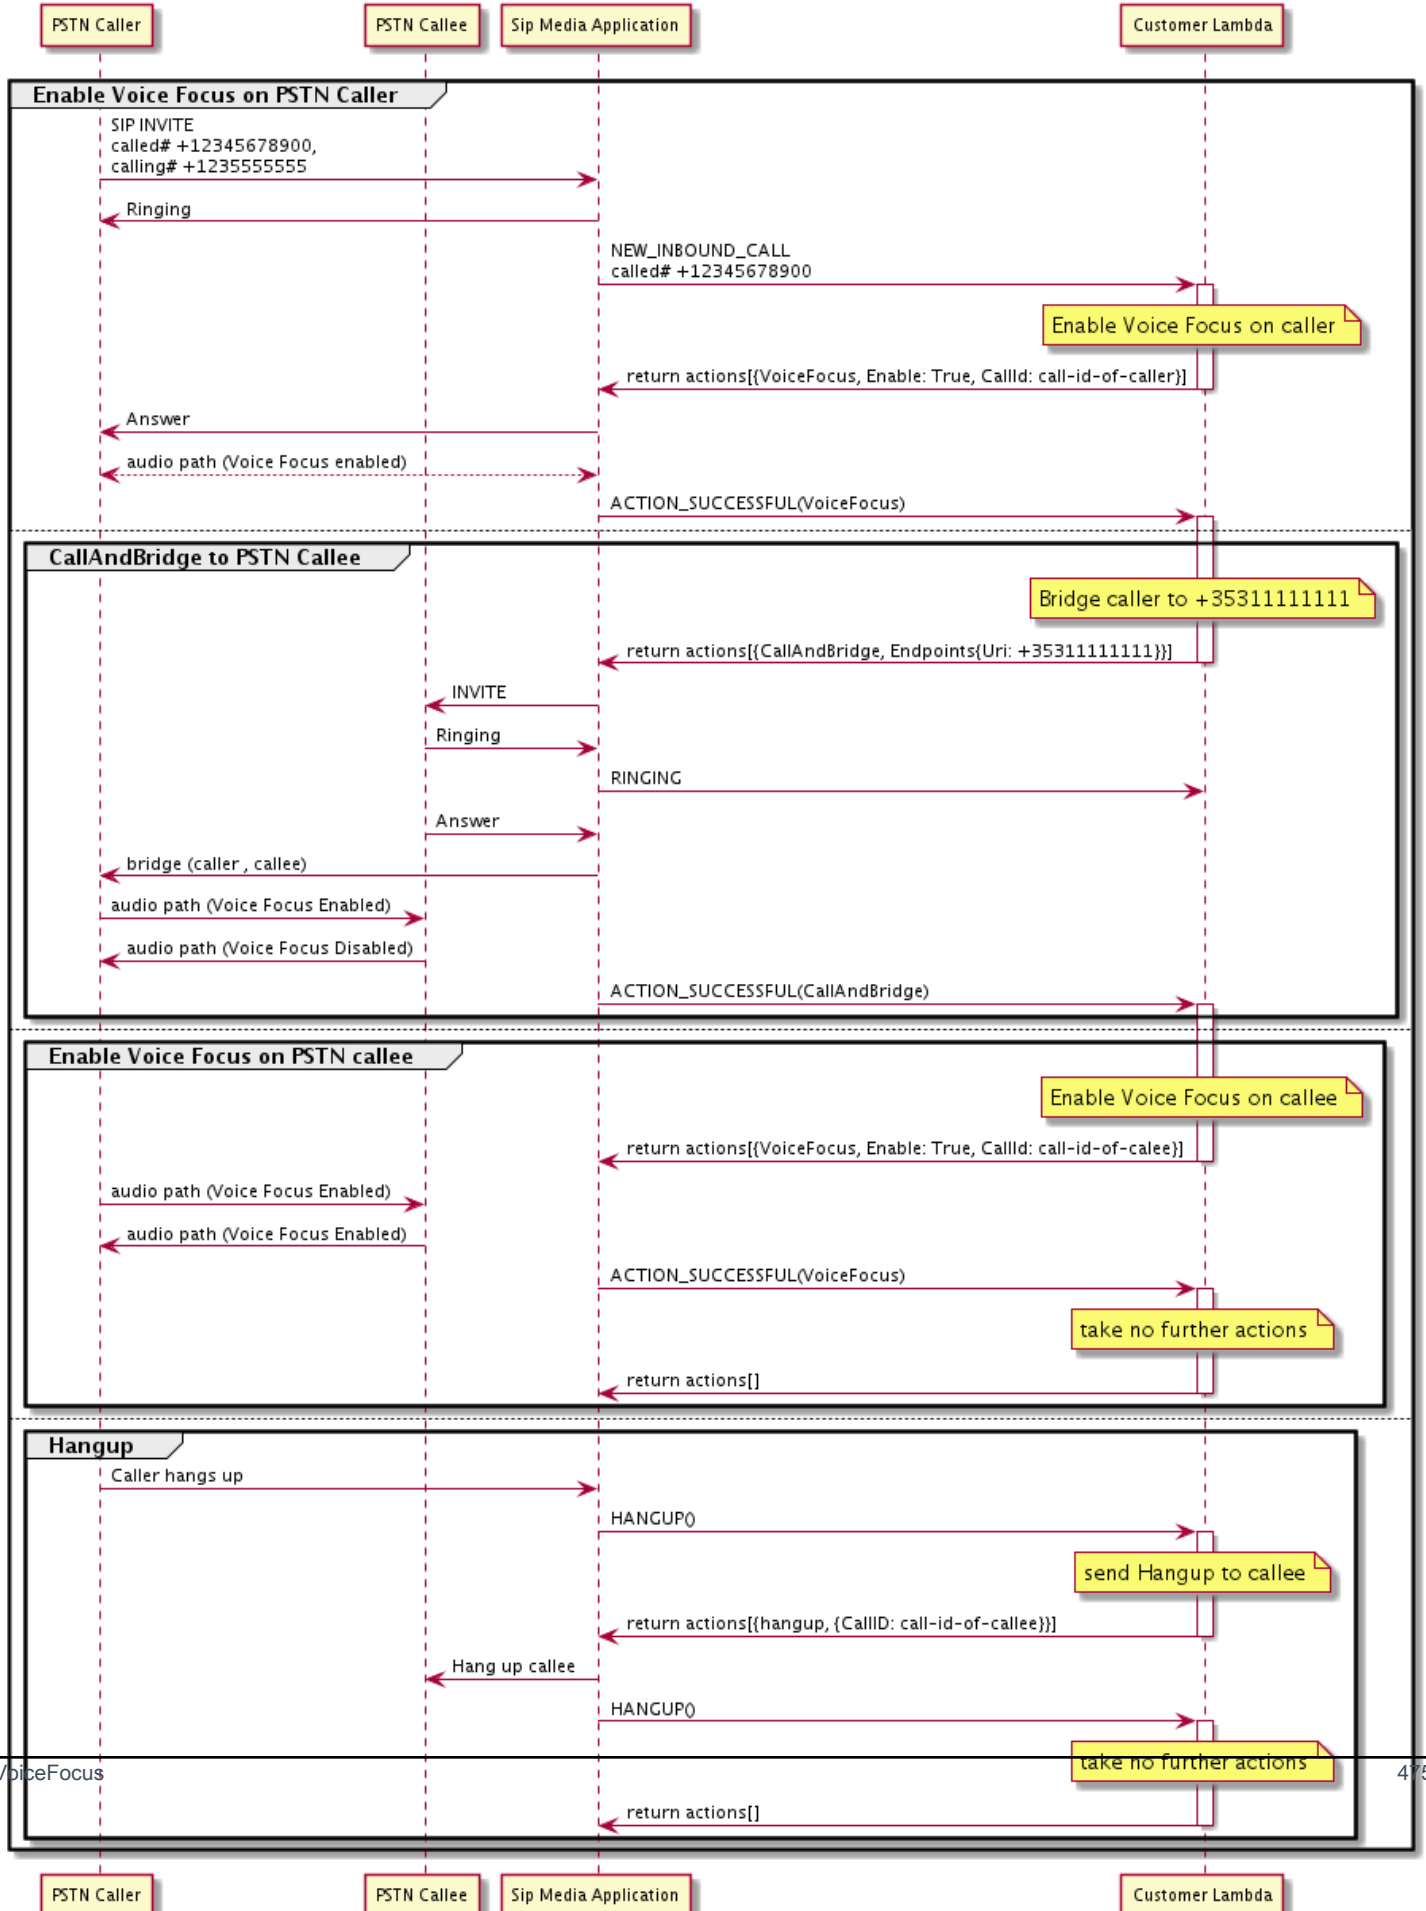 PSTN Caller
PSTN Callee
Sip Media Application
Customer Lambda
Enable Voice Focus on PSTN Caller
SIP INVITE
called# +12345678900,
calling# +1235555555
Ringing
NEW_INBOUND_CALL
called# +12345678900
Enable Voice Focus on caller
return actions[{VoiceFocus, Enable: True, CallId: call-id-of-caller}]
Answer
audio path (Voice Focus enabled)
ACTION_SUCCESSFUL(VoiceFocus)
CallAndBridge to PSTN Callee
Bridge caller to +35311111111
return actions[{CallAndBridge, Endpoints{Uri: +35311111111}}]
INVITE
Ringing
RINGING
Answer
bridge (caller , callee)
audio path (Voice Focus Enabled)
audio path (Voice Focus Disabled)
ACTION_SUCCESSFUL(CallAndBridge)
Enable Voice Focus on PSTN callee
Enable Voice Focus on callee
return actions[{VoiceFocus, Enable: True, CallId: call-id-of-calee}]
audio path (Voice Focus Enabled)
audio path (Voice Focus Enabled)
ACTION_SUCCESSFUL(VoiceFocus)
take no further actions
return actions[]
Hangup
Caller hangs up
HANGUP()
send Hangup to callee
return actions[{hangup, {CallID: call-id-of-callee}}]
Hang up callee
HANGUP()
take no further actions
VoiceFocus
475
return actions[]
PSTN Caller
PSTN Callee
Sip Media Application
Customer Lambda